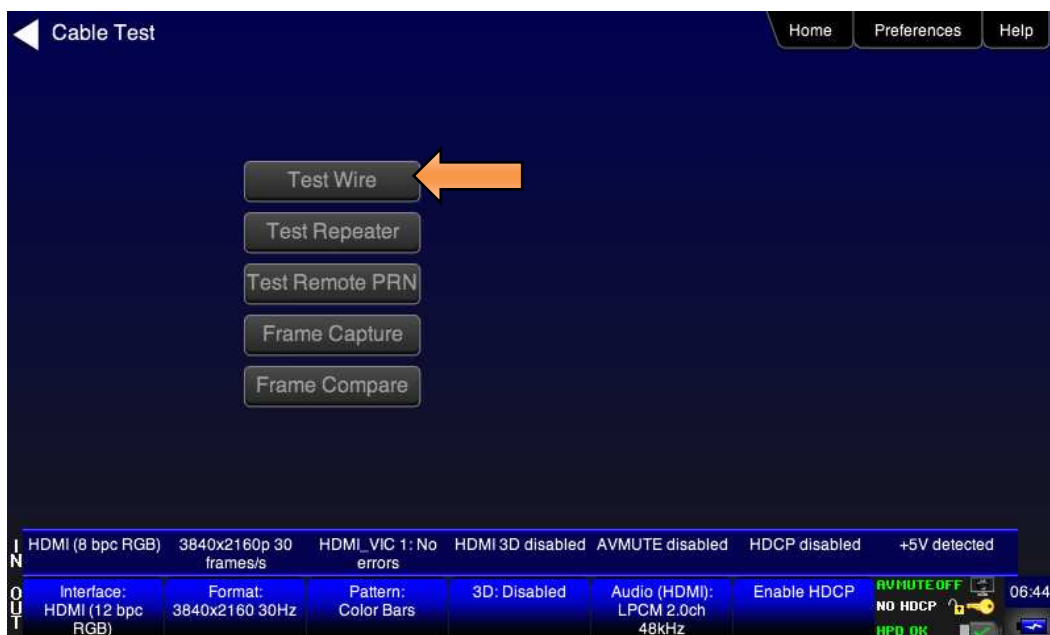 Cable Test
Home
Preferences
Help
Test Wire
Test Repeater
Test Remote PRN
Frame Capture
Frame Compare
IN
HDMI (8 bpc RGB)
3840x2160p 30
frames/s
HDMI_VIC 1: No
errors
HDMI 3D disabled
AVMUTE disabled
HDCP disabled
+5V detected
OUT
Interface:
HDMI (12 bpc
RGB)
Format:
3840x2160 30Hz
Pattern:
Color Bars
3D: Disabled
Audio (HDMI):
LPCM 2.0ch
48kHz
Enable HDCP
AVMUTE OFF
NO HDCP
HPD OK
06:44